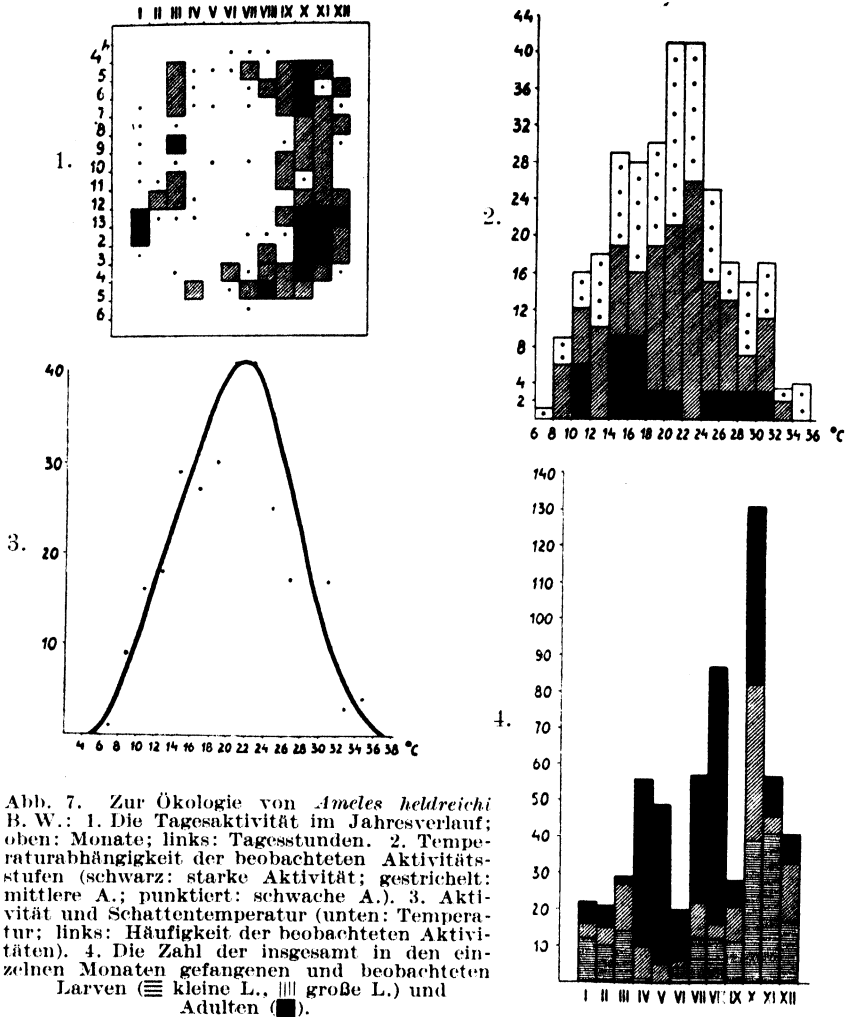 I II III IV V VI VII VIII IX X XI XII
4h
5
6
7
8
9
10
11
12
13
2
3
4
5
6
1.
44
40
36
32
28
24
20
16
12
8
4
2
2.
6 8 10 12 14 16 18 20 22 24 26 28 30 32 34 36 °C
40
30
20
10
3.
4 6 8 10 12 14 16 18 20 22 24 26 28 30 32 34 36 38 °C
140
130
120
110
100
90
80
70
60
50
40
30
20
10
4.
I II III IV V VI VII VIII IX X XI XII
Abb. 7. Zur Ökologie von Ameles heldreichi
B. W.: 1. Die Tagesaktivität im Jahresverlauf;
oben: Monate; links: Tagesstunden. 2. Tempe-
raturabhängigkeit der beobachteten Aktivitäts-
stufen (schwarz: starke Aktivität; gestrichelt:
mittlere A.; punktiert: schwache A.). 3. Akti-
vität und Schattentemperatur (unten: Tempera-
tur; links: Häufigkeit der beobachteten Aktivi-
täten). 4. Die Zahl der insgesamt in den ein-
zelnen Monaten gefangenen und beobachteten
Larven (☰ kleine L., |||| große L.) und
Adulten (■).